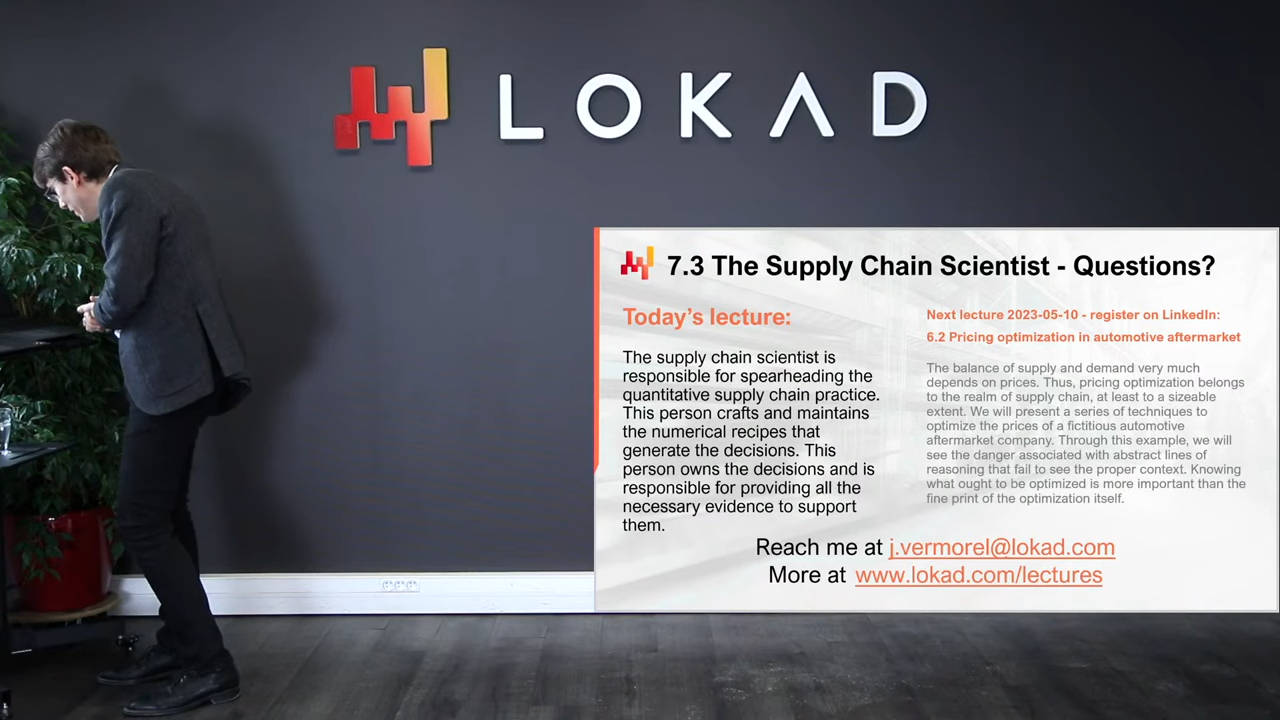 LOKAD
7.3 The Supply Chain Scientist - Questions?
Today's lecture:
The supply chain scientist is
responsible for spearheading the
quantitative supply chain practice.
This person crafts and maintains
the numerical recipes that
generate the decisions. This
person owns the decisions and is
responsible for providing all the
necessary evidence to support
them.
Next lecture 2023-05-10 - register on LinkedIn:
6.2 Pricing optimization in automotive aftermarket
The balance of supply and demand very much
depends on prices. Thus, pricing optimization belongs
to the realm of supply chain, at least to a sizeable
extent. We will present a series of techniques to
optimize the prices of a fictitious automotive
aftermarket company. Through this example, we will
see the danger associated with abstract lines of
reasoning that fail to see the proper context. Knowing
what ought to be optimized is more important than the
fine print of the optimization itself.
Reach me at j.vermorel@lokad.com
More at www.lokad.com/lectures